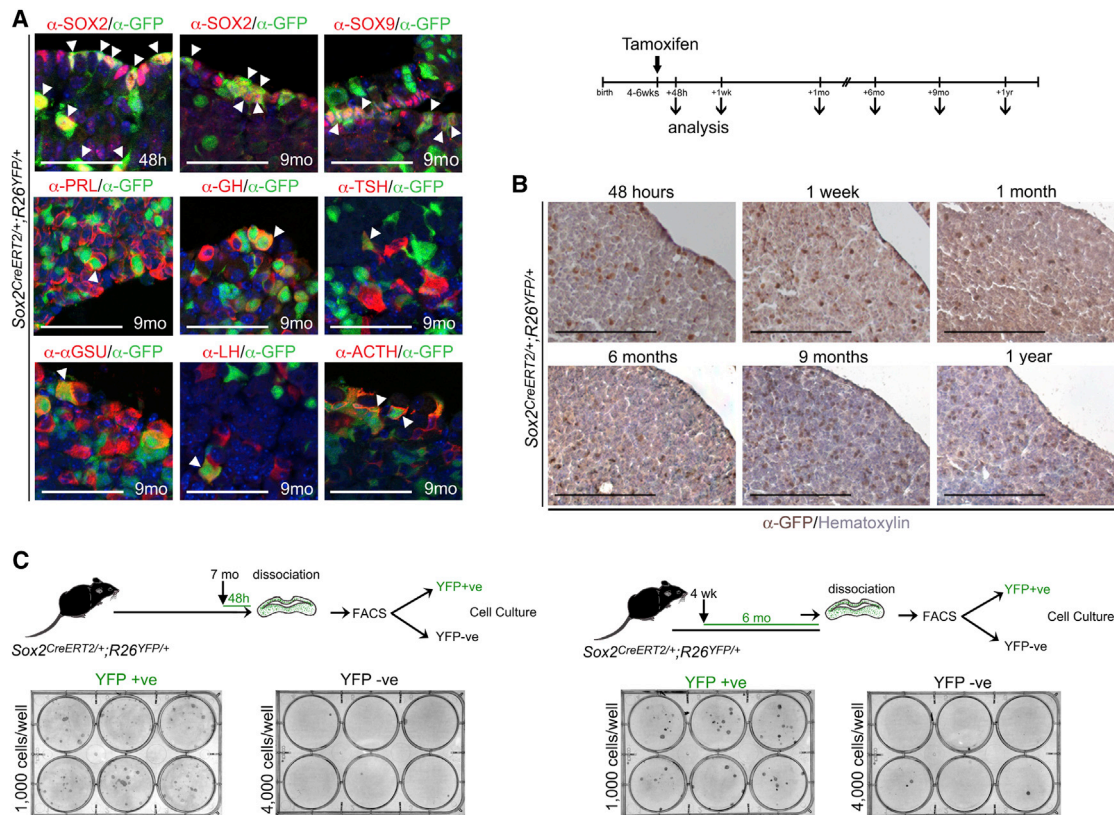 A
α-SOX2/α-GFP
α-SOX2/α-GFP
α-SOX9/α-GFP
48h
9mo
9mo
α-PRL/α-GFP
α-GH/α-GFP
α-TSH/α-GFP
9mo
9mo
9mo
α-αGSU/α-GFP
α-LH/α-GFP
α-ACTH/α-GFP
9mo
9mo
9mo
Sox2CreERT2/+;R26YFP/+
Tamoxifen
birth
4-6wks
+48h
+1wk
+1mo
+6mo
+9mo
+1yr
analysis
B
48 hours
1 week
1 month
6 months
9 months
1 year
Sox2CreERT2/+;R26YFP/+
α-GFP/Hematoxylin
C
7 mo
48h
dissociation
FACS
YFP+ve
Cell Culture
YFP-ve
Sox2CreERT2/+;R26YFP/+
YFP +ve
YFP -ve
1,000 cells/well
4,000 cells/well
4 wk
6 mo
dissociation
FACS
YFP+ve
Cell Culture
YFP-ve
Sox2CreERT2/+;R26YFP/+
YFP +ve
YFP -ve
1,000 cells/well
4,000 cells/well